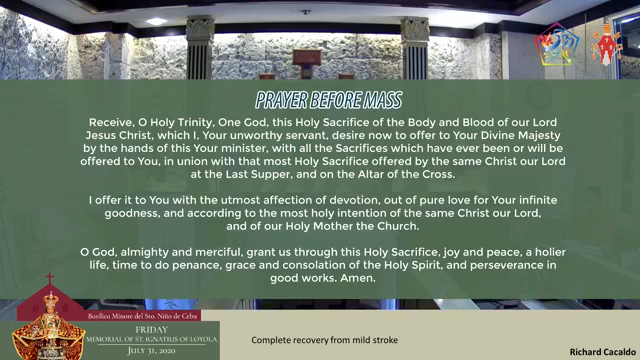 PRAYER BEFORE MASS
Receive, O Holy Trinity, One God, this Holy Sacrifice of the Body and Blood of our Lord
Jesus Christ, which I, Your unworthy servant, desire now to offer to Your Divine Majesty
by the hands of this Your minister, with all the Sacrifices which have ever been or will be
offered to You, in union with that most Holy Sacrifice offered by the same Christ our Lord
at the Last Supper, and on the Altar of the Cross.
I offer it to You with the utmost affection of devotion, out of pure love for Your infinite
goodness, and according to the most holy intention of the same Christ our Lord,
and of our Holy Mother the Church.
O God, almighty and merciful, grant us through this Holy Sacrifice, joy and peace, a holier
life, time to do penance, grace and consolation of the Holy Spirit, and perseverance in
good works. Amen.
Basilica Minore del Sto. Niño de Cebu
FRIDAY
MEMORIAL OF ST. IGNATIUS OF LOYOLA
JULY 31, 2020
Complete recovery from mild stroke
Richard Cacaldo